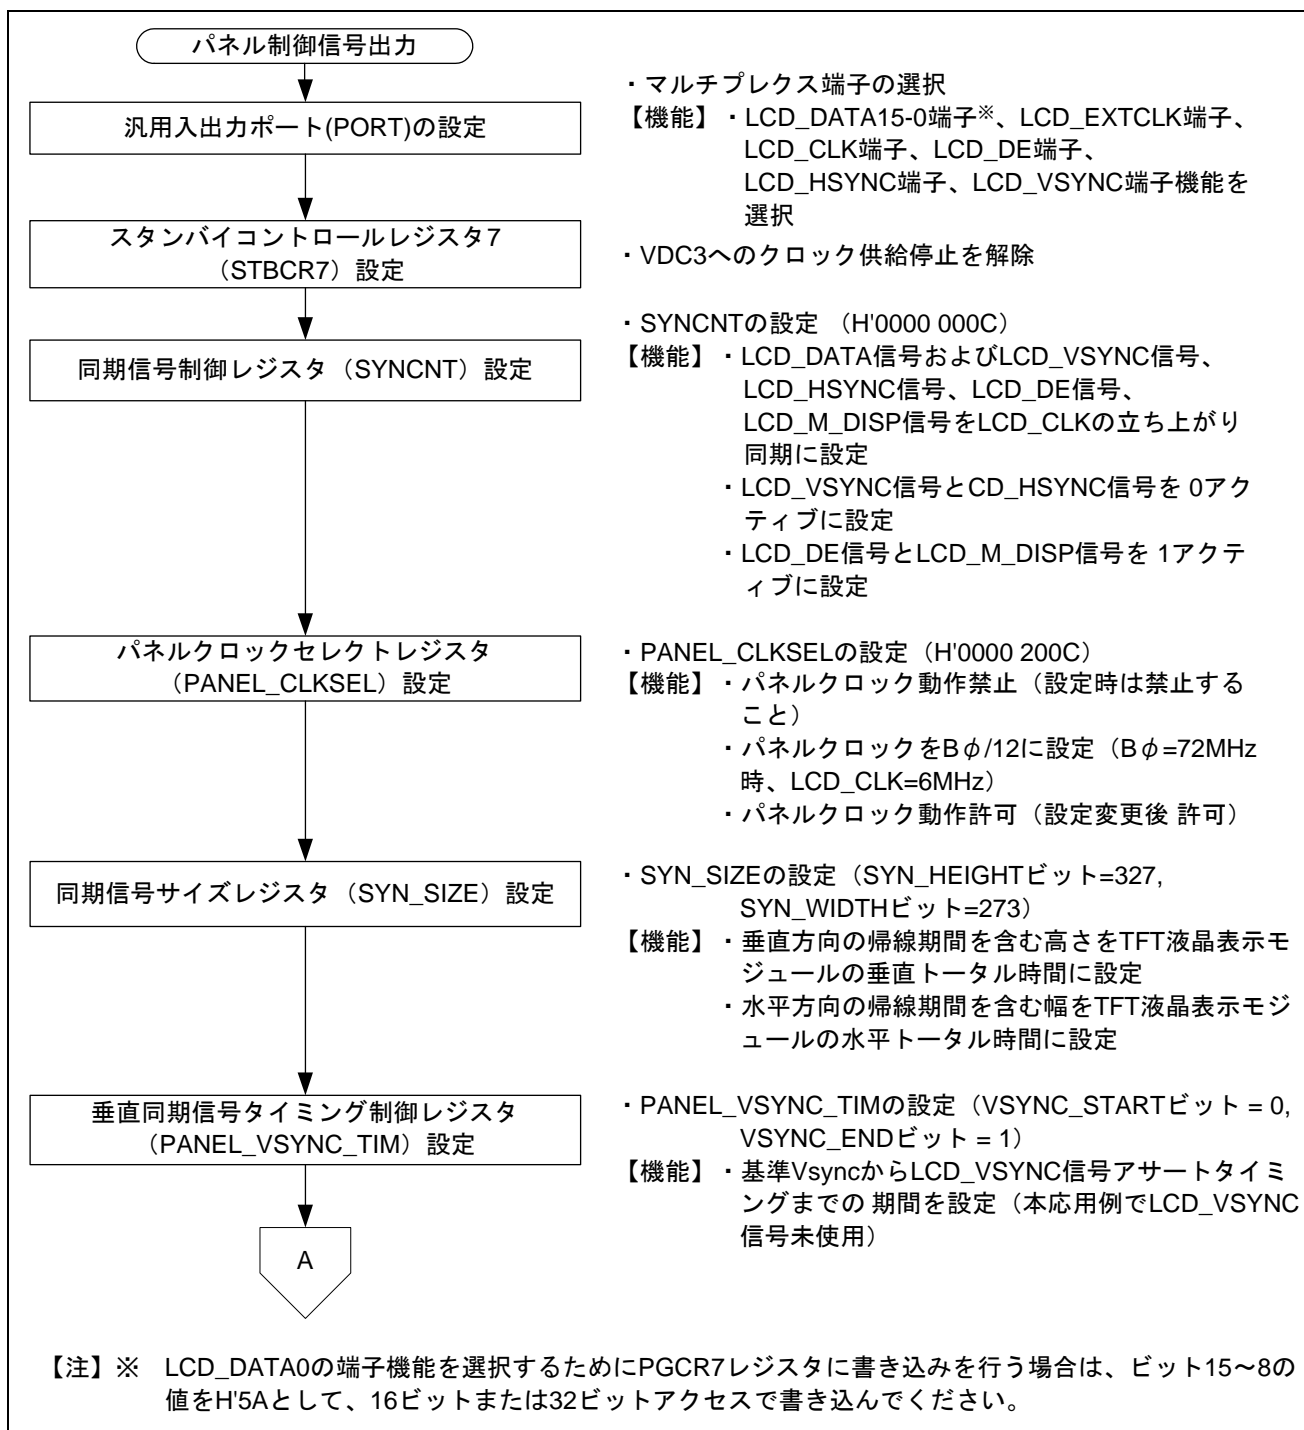 パネル制御信号出力
汎用入出力ポート(PORT)の設定
・マルチプレクス端子の選択
【機能】・LCD_DATA15-0端子※、LCD_EXTCLK端子、
LCD_CLK端子、LCD_DE端子、
LCD_HSYNC端子、LCD_VSYNC端子機能を
選択
スタンバイコントロールレジスタ7
（STBCR7）設定
・VDC3へのクロック供給停止を解除
同期信号制御レジスタ（SYNCNT）設定
・SYNCNTの設定 （H'0000 000C）
【機能】・LCD_DATA信号およびLCD_VSYNC信号、
LCD_HSYNC信号、LCD_DE信号、
LCD_M_DISP信号をLCD_CLKの立ち上がり
同期に設定
・LCD_VSYNC信号とCD_HSYNC信号を 0アク
ティブに設定
・LCD_DE信号とLCD_M_DISP信号を 1アクテ
ィブに設定
パネルクロックセレクトレジスタ
（PANEL_CLKSEL）設定
・PANEL_CLKSELの設定（H'0000 200C）
【機能】・パネルクロック動作禁止（設定時は禁止する
こと）
・パネルクロックをBφ/12に設定（Bφ=72MHz
時、LCD_CLK=6MHz）
・パネルクロック動作許可（設定変更後 許可）
同期信号サイズレジスタ（SYN_SIZE）設定
・SYN_SIZEの設定（SYN_HEIGHTビット=327,
SYN_WIDTHビット=273）
【機能】・垂直方向の帰線期間を含む高さをTFT液晶表示モ
ジュールの垂直トータル時間に設定
・水平方向の帰線期間を含む幅をTFT液晶表示モジ
ュールの水平トータル時間に設定
垂直同期信号タイミング制御レジスタ
（PANEL_VSYNC_TIM）設定
・PANEL_VSYNC_TIMの設定（VSYNC_STARTビット = 0,
VSYNC_ENDビット = 1）
【機能】・基準VsyncからLCD_VSYNC信号アサートタイミ
ングまでの 期間を設定（本応用例でLCD_VSYNC
信号未使用）
A
【注】※ LCD_DATA0の端子機能を選択するためにPGCR7レジスタに書き込みを行う場合は、ビット15～8の
値をH'5Aとして、16ビットまたは32ビットアクセスで書き込んでください。